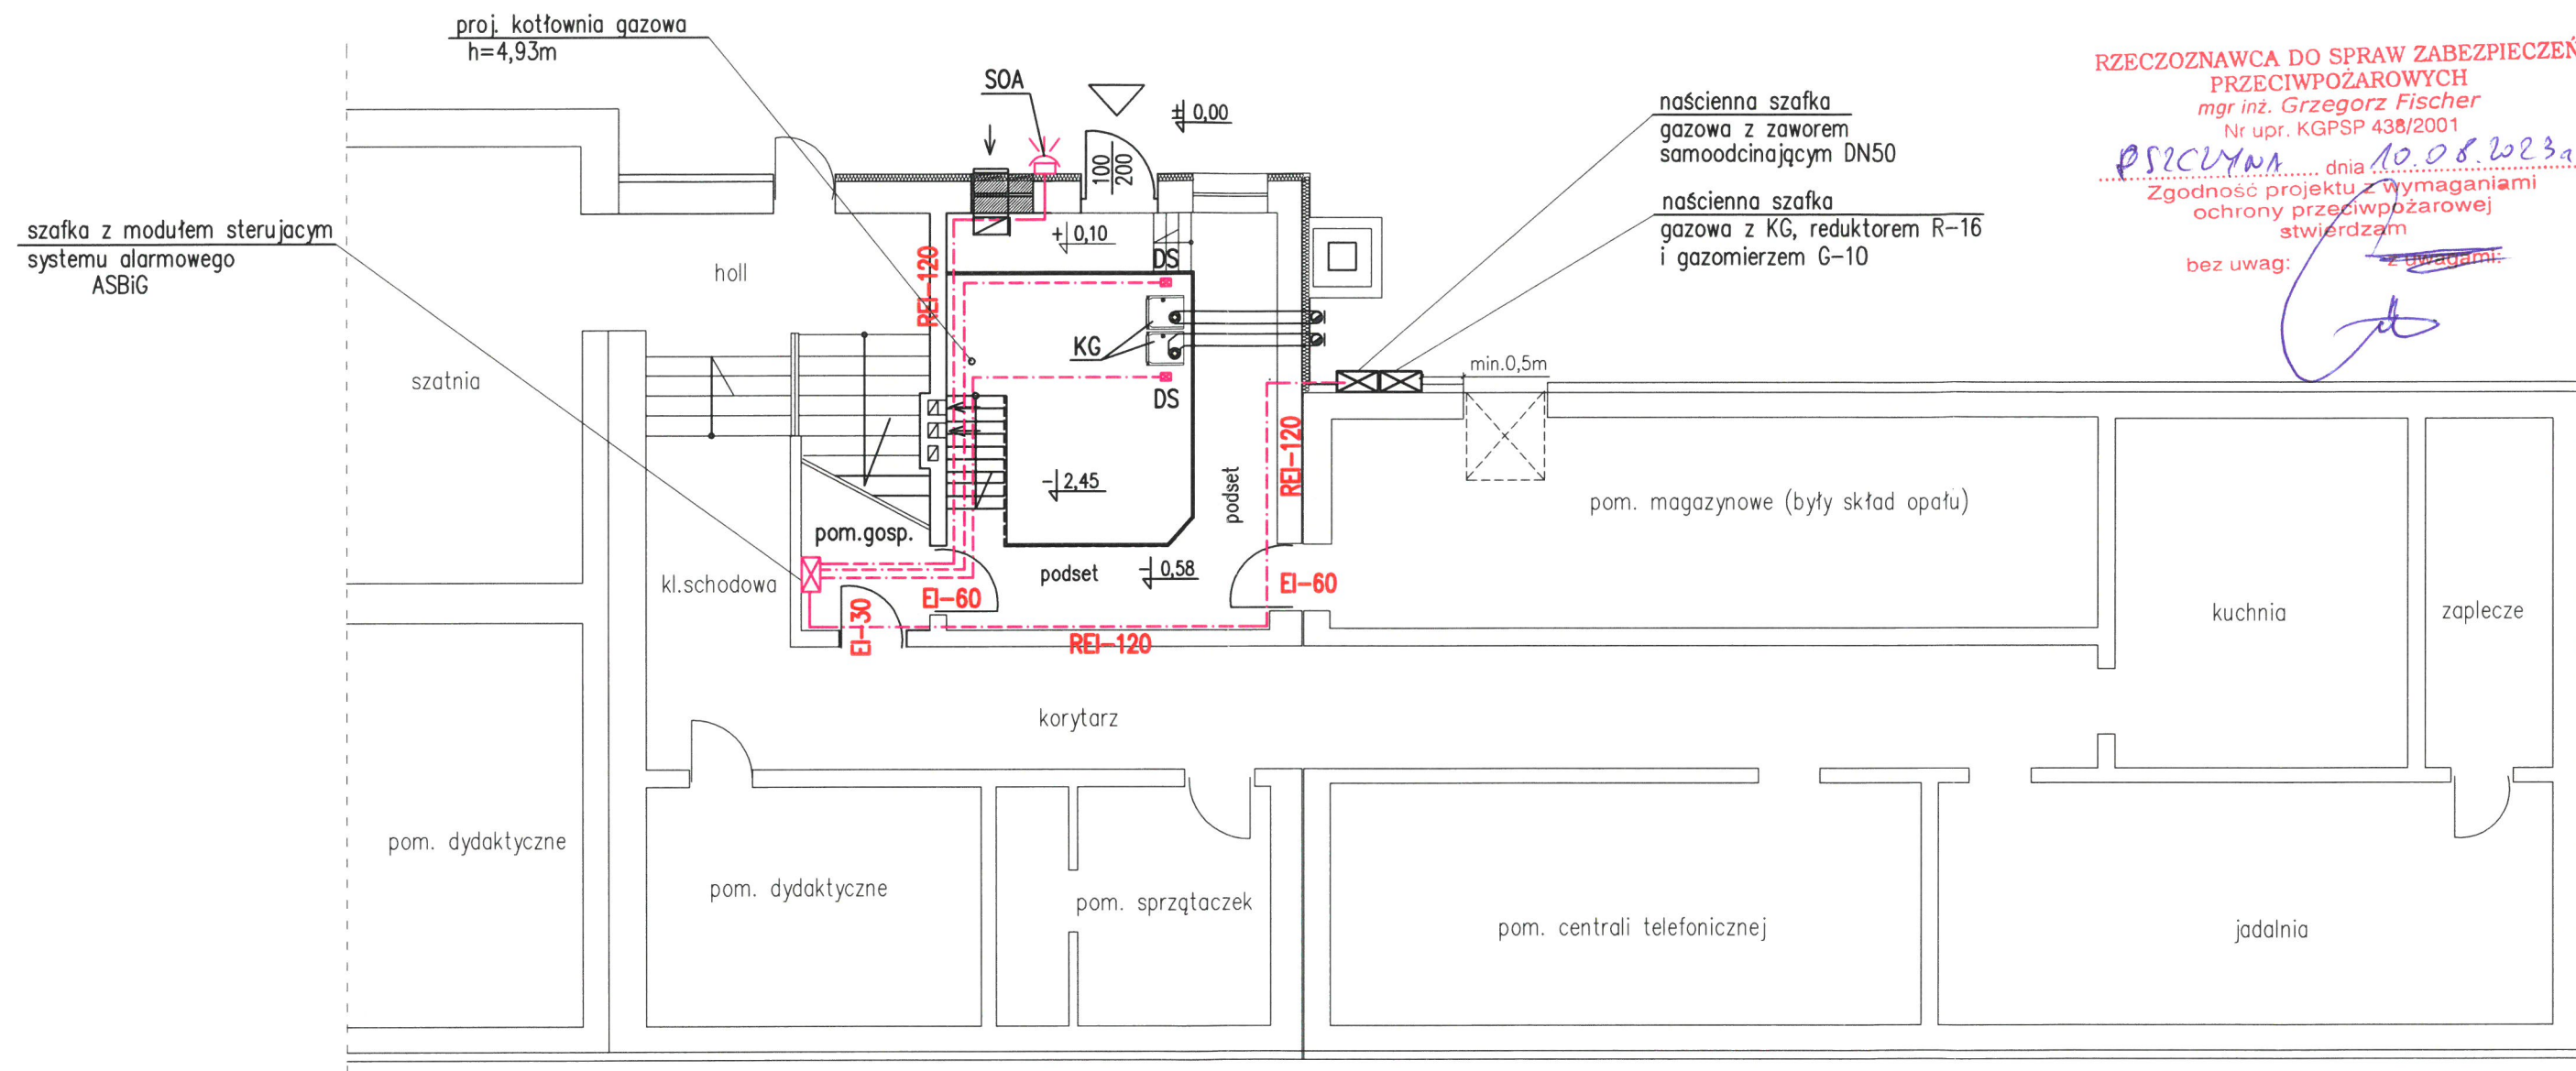 proj. kotłownia gazowa
h=4,93m
SOA
± 0,00
100
200
naścienna szafka
gazowa z zaworem
samoodcinającym DN50
naścienna szafka
gazowa z KG, reduktorem R-16
i gazomierzem G-10
RZECZOZNAWCA DO SPRAW ZABEZPIECZEŃ
PRZECIWPOŻAROWYCH
mgr inż. Grzegorz Fischer
Nr upr. KGPSP 438/2001
PSZCZYNA dnia 10.08.2023
Zgodność projektu z wymaganiami
ochrony przeciwpożarowej
stwierdzam
bez uwag: z uwagami:
szafka z modułem sterujacym
systemu alarmowego
ASBiG
holl
REI-120
+ 0,10
DS
KG
DS
min.0,5m
szatnia
- 2,45
podset
REI-120
pom. magazynowe (były skład opału)
pom.gosp.
kl.schodowa
podset
- 0,58
EI-60
EI-60
EI-30
REI-120
kuchnia
zaplecze
korytarz
pom. dydaktyczne
pom. dydaktyczne
pom. sprzątaczek
pom. centrali telefonicznej
jadalnia